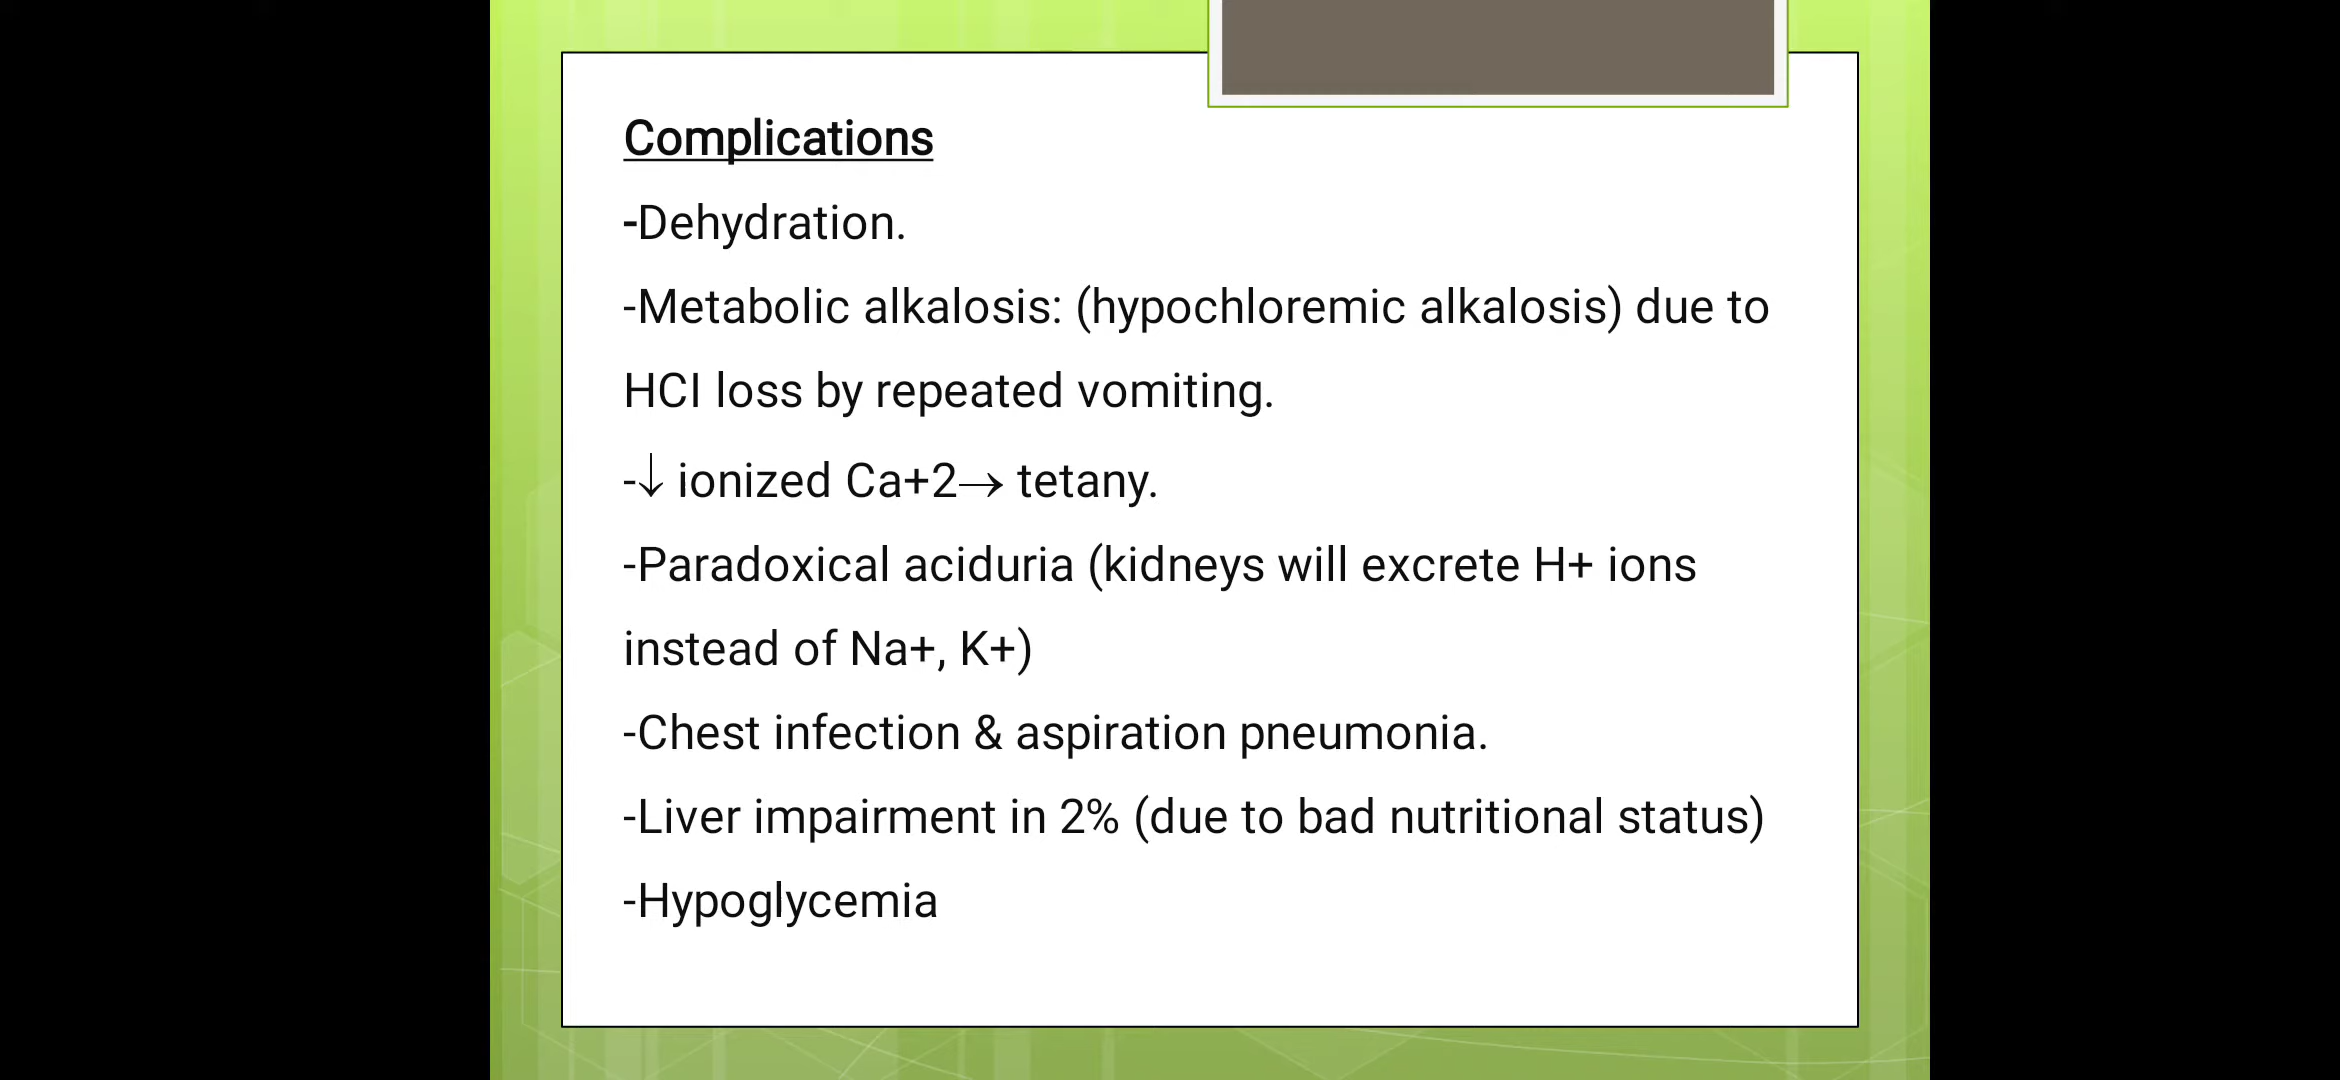 Complications
-Dehydration.
-Metabolic alkalosis: (hypochloremic alkalosis) due to
HCI loss by repeated vomiting.
-↓ ionized Ca+2→ tetany.
-Paradoxical aciduria (kidneys will excrete H+ ions
instead of Na+, K+)
-Chest infection & aspiration pneumonia.
-Liver impairment in 2% (due to bad nutritional status)
-Hypoglycemia